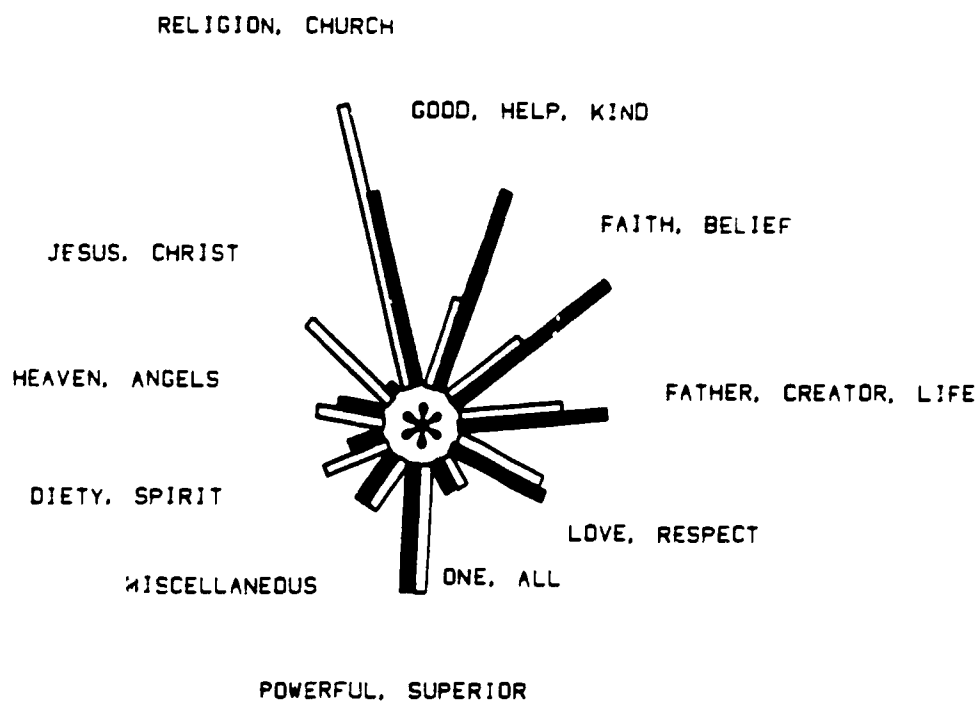 RELIGION, CHURCH
GOOD, HELP, KIND
FAITH, BELIEF
JESUS, CHRIST
HEAVEN, ANGELS
FATHER, CREATOR, LIFE
DIETY, SPIRIT
LOVE, RESPECT
MISCELLANEOUS
ONE, ALL
POWERFUL, SUPERIOR